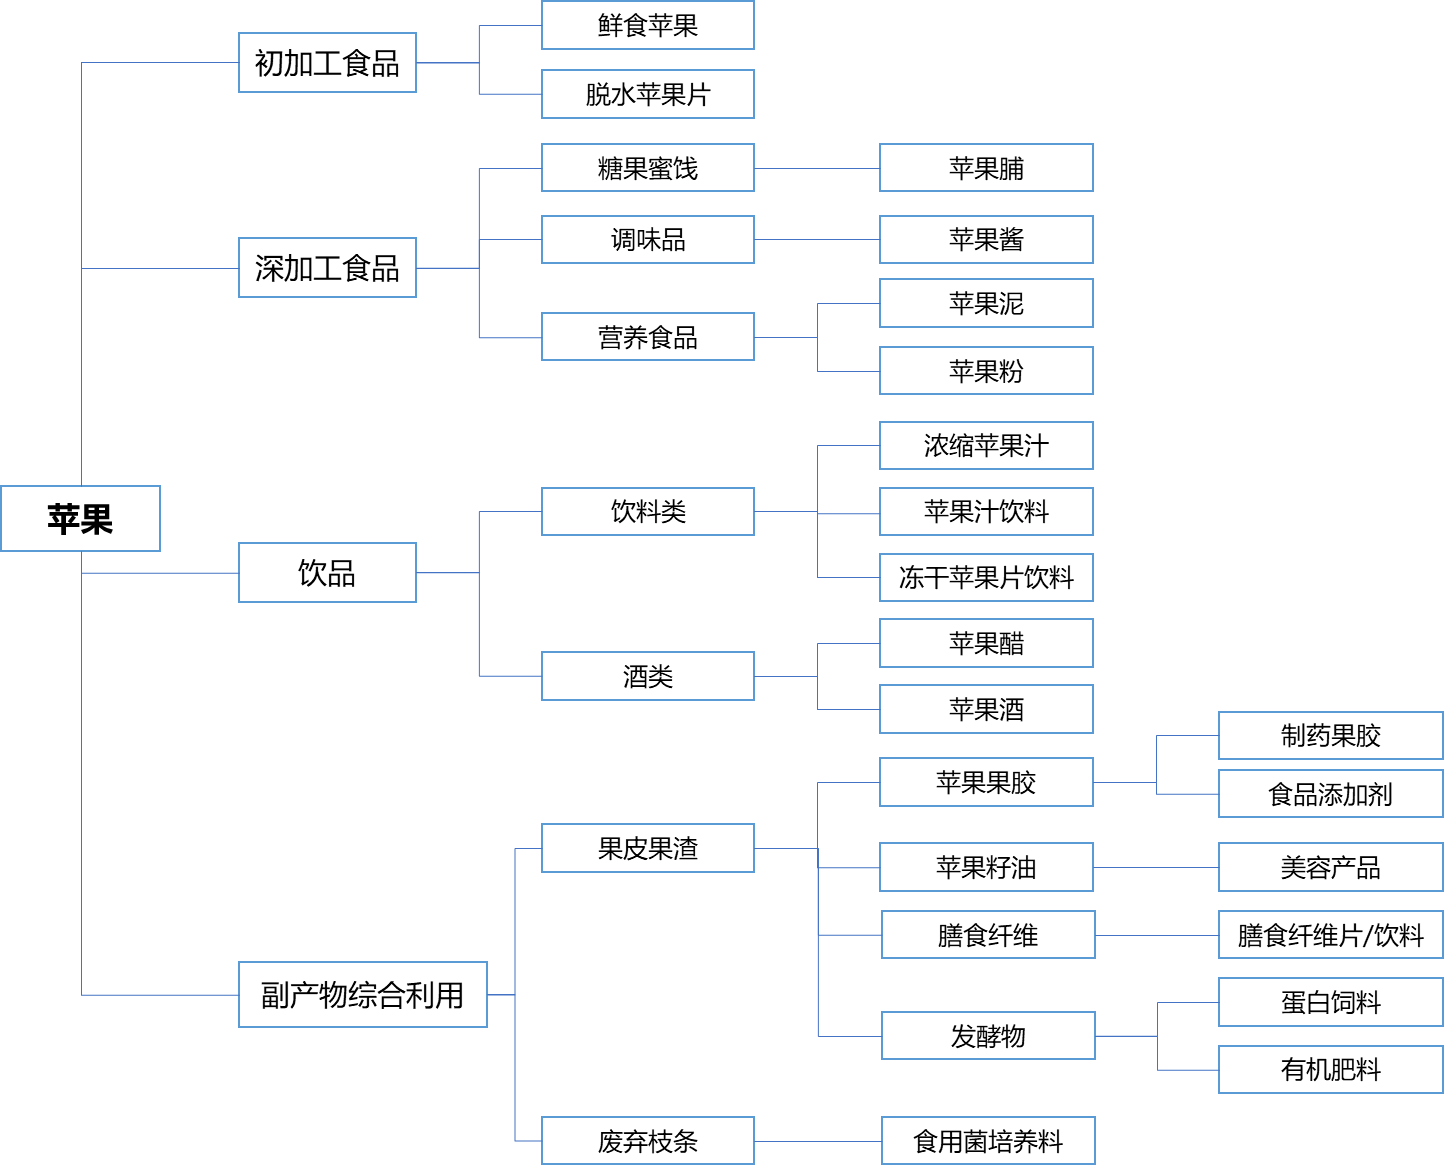 苹果
初加工食品
鲜食苹果
脱水苹果片
深加工食品
糖果蜜饯
苹果脯
调味品
苹果酱
营养食品
苹果泥
苹果粉
饮品
饮料类
浓缩苹果汁
苹果汁饮料
冻干苹果片饮料
酒类
苹果醋
苹果酒
副产物综合利用
果皮果渣
苹果果胶
制药果胶
食品添加剂
苹果籽油
美容产品
膳食纤维
膳食纤维片/饮料
发酵物
蛋白饲料
有机肥料
废弃枝条
食用菌培养料